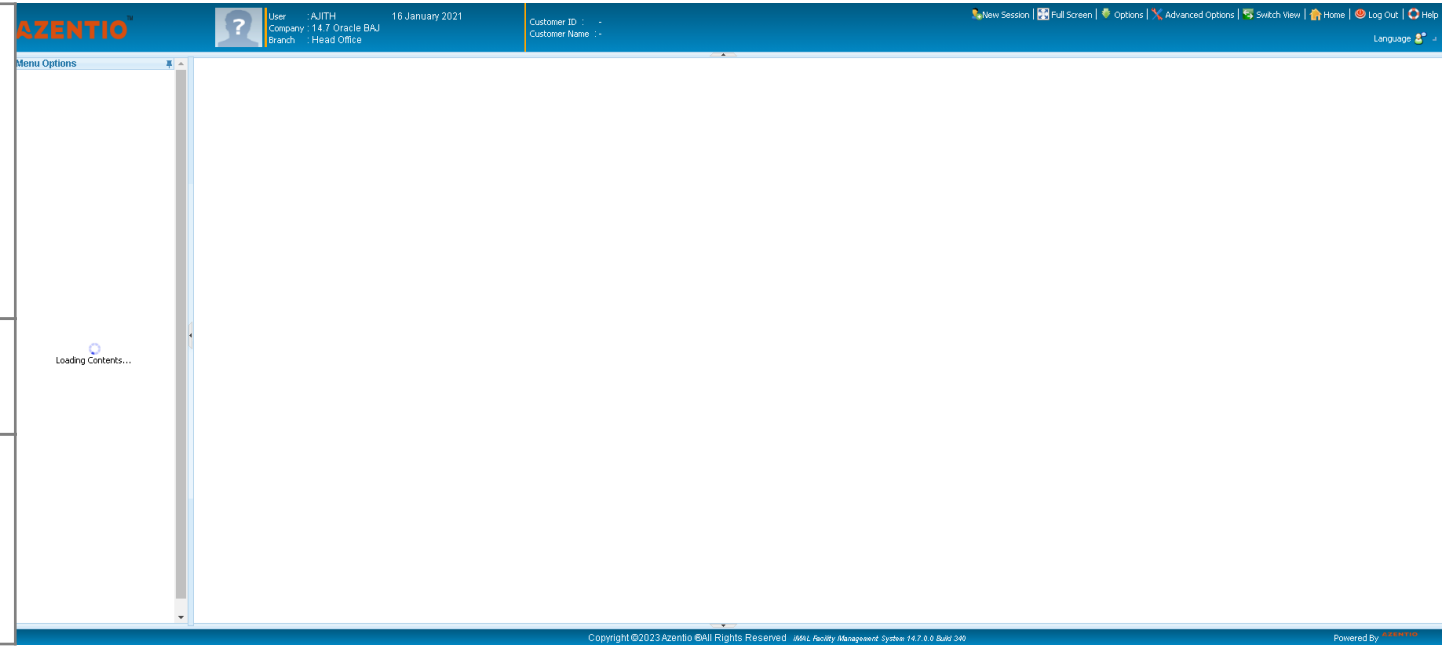 AZENTIO™
User : AJITH 16 January 2021
Company : 14.7 Oracle BAJ
Branch : Head Office
Customer ID : -
Customer Name : -
New Session | Full Screen | Options | Advanced Options | Switch View | Home | Log Out | Help
Language
Menu Options
?
Loading Contents...
Copyright ©2023 Azentio ®All Rights Reserved iMAL Facility Management System 14.7.0.0 Build 340
Powered By AZENTIO